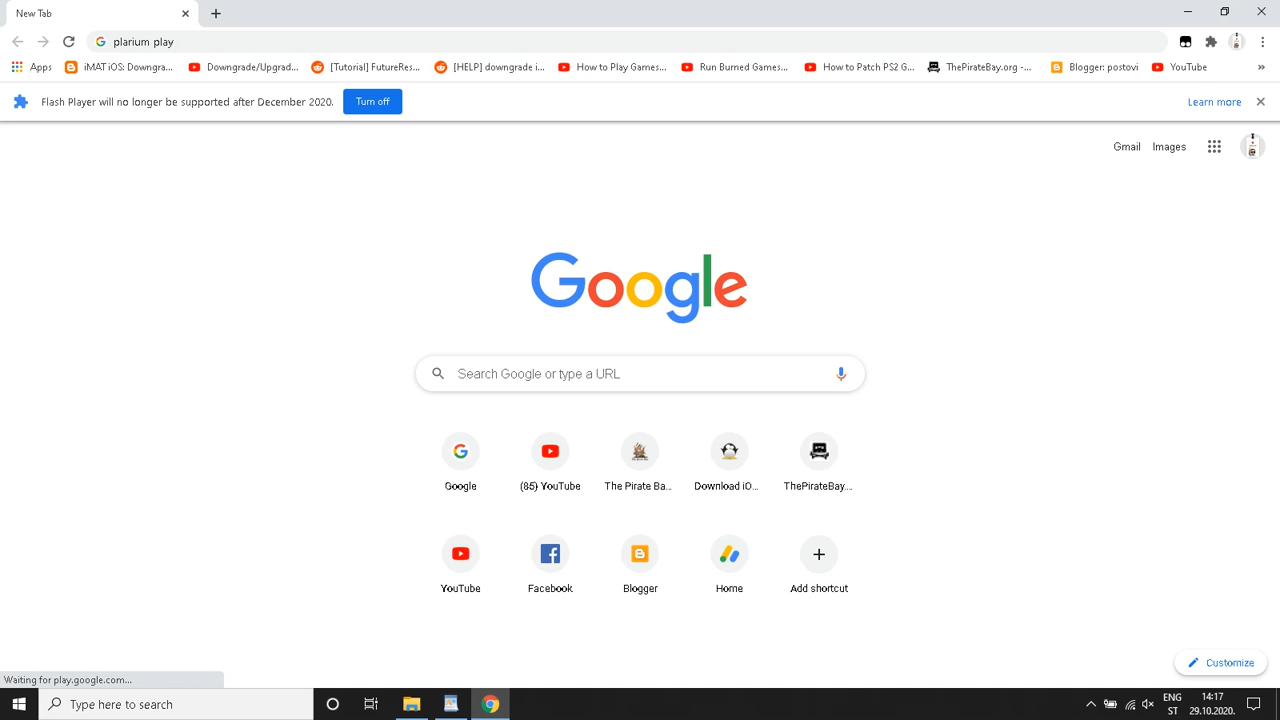 New Tab
plarium play
Apps
iMAT iOS: Downgra...
Downgrade/Upgrad...
[Tutorial] FutureRes...
[HELP] downgrade i...
How to Play Games...
Run Burned Games...
How to Patch PS2 G...
ThePirateBay.org -...
Blogger: postovi
YouTube
»
Flash Player will no longer be supported after December 2020.
Turn off
Learn more
Gmail
Images
Google
Search Google or type a URL
Google
(85) YouTube
The Pirate Ba...
Download iO...
ThePirateBay....
YouTube
Facebook
Blogger
Home
Add shortcut
Customize
Waiting for play.google.com...
Type here to search
ENG
ST
14:17
29.10.2020.